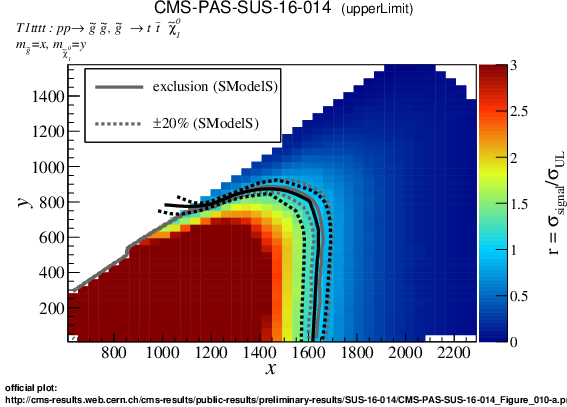 CMS-PAS-SUS-16-014 (upperLimit)
T1tttt : pp → g̃ g̃, g̃ → t t̄ χ̃₁⁰
m_g̃=x, m_χ̃₁⁰=y
exclusion (SModelS)
±20% (SModelS)
1400
1200
1000
800
600
400
200
y
800 1000 1200 1400 1600 1800 2000 2200
x
3
2.5
2
1.5
1
0.5
0
r = σ_signal/σ_UL
official plot:
http://cms-results.web.cern.ch/cms-results/public-results/preliminary-results/SUS-16-014/CMS-PAS-SUS-16-014_Figure_010-a.p